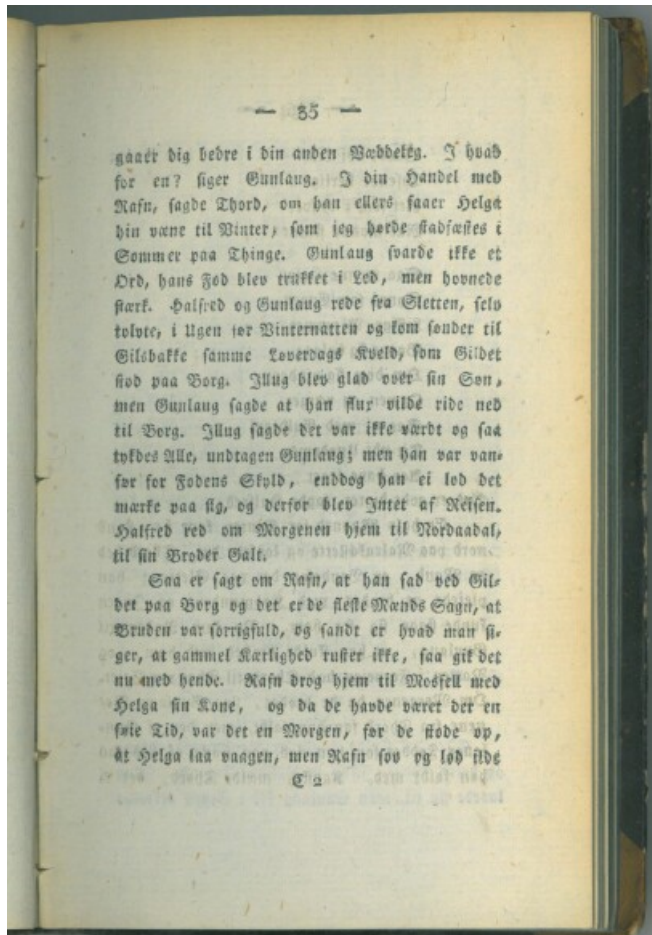 — 35 —
gaaer dig bedre i din anden Væddeleg. I hvad
for en? siger Gunlaug. I din Handel med
Rafn, sagde Thord, om han ellers faaer Helga
hin væne til Vinter, som jeg hørde stadfæstes i
Sommer paa Thinge. Gunlaug svarde ikke et
Ord, hans Fod blev trukket i Led, men hovnede
stærk. Halfred og Gunlaug rede fra Sletten, selv
tolvte, i Ugen før Vinternatten og kom sønder til
Gilsbakke samme Løverdags Kveld, som Gildet
stod paa Borg. Illug blev glad over sin Søn,
men Gunlaug sagde at han flux vilde ride ned
til Borg. Illug sagde det var ikke værdt og saa
tyktes Alle, undtagen Gunlaug; men han var van-
før for Fodens Skyld, enddog han ei lod det
mærke paa sig, og derfor blev Intet af Reisen.
Halfred red om Morgenen hjem til Nordaadal,
til sin Broder Galt.
Saa er sagt om Rafn, at han sad ved Gil-
det paa Borg og det er de fleste Mænds Sagn, at
Bruden var sorrigfuld, og sandt er hvad man si-
ger, at gammel Kærlighed ruster ikke, saa gik det
nu med hende. Rafn drog hjem til Mosfell med
Helga sin Kone, og da de havde været der en
føie Tid, var det en Morgen, før de stode op,
at Helga laa vaagen, men Rafn sov og lod ilde
C 2